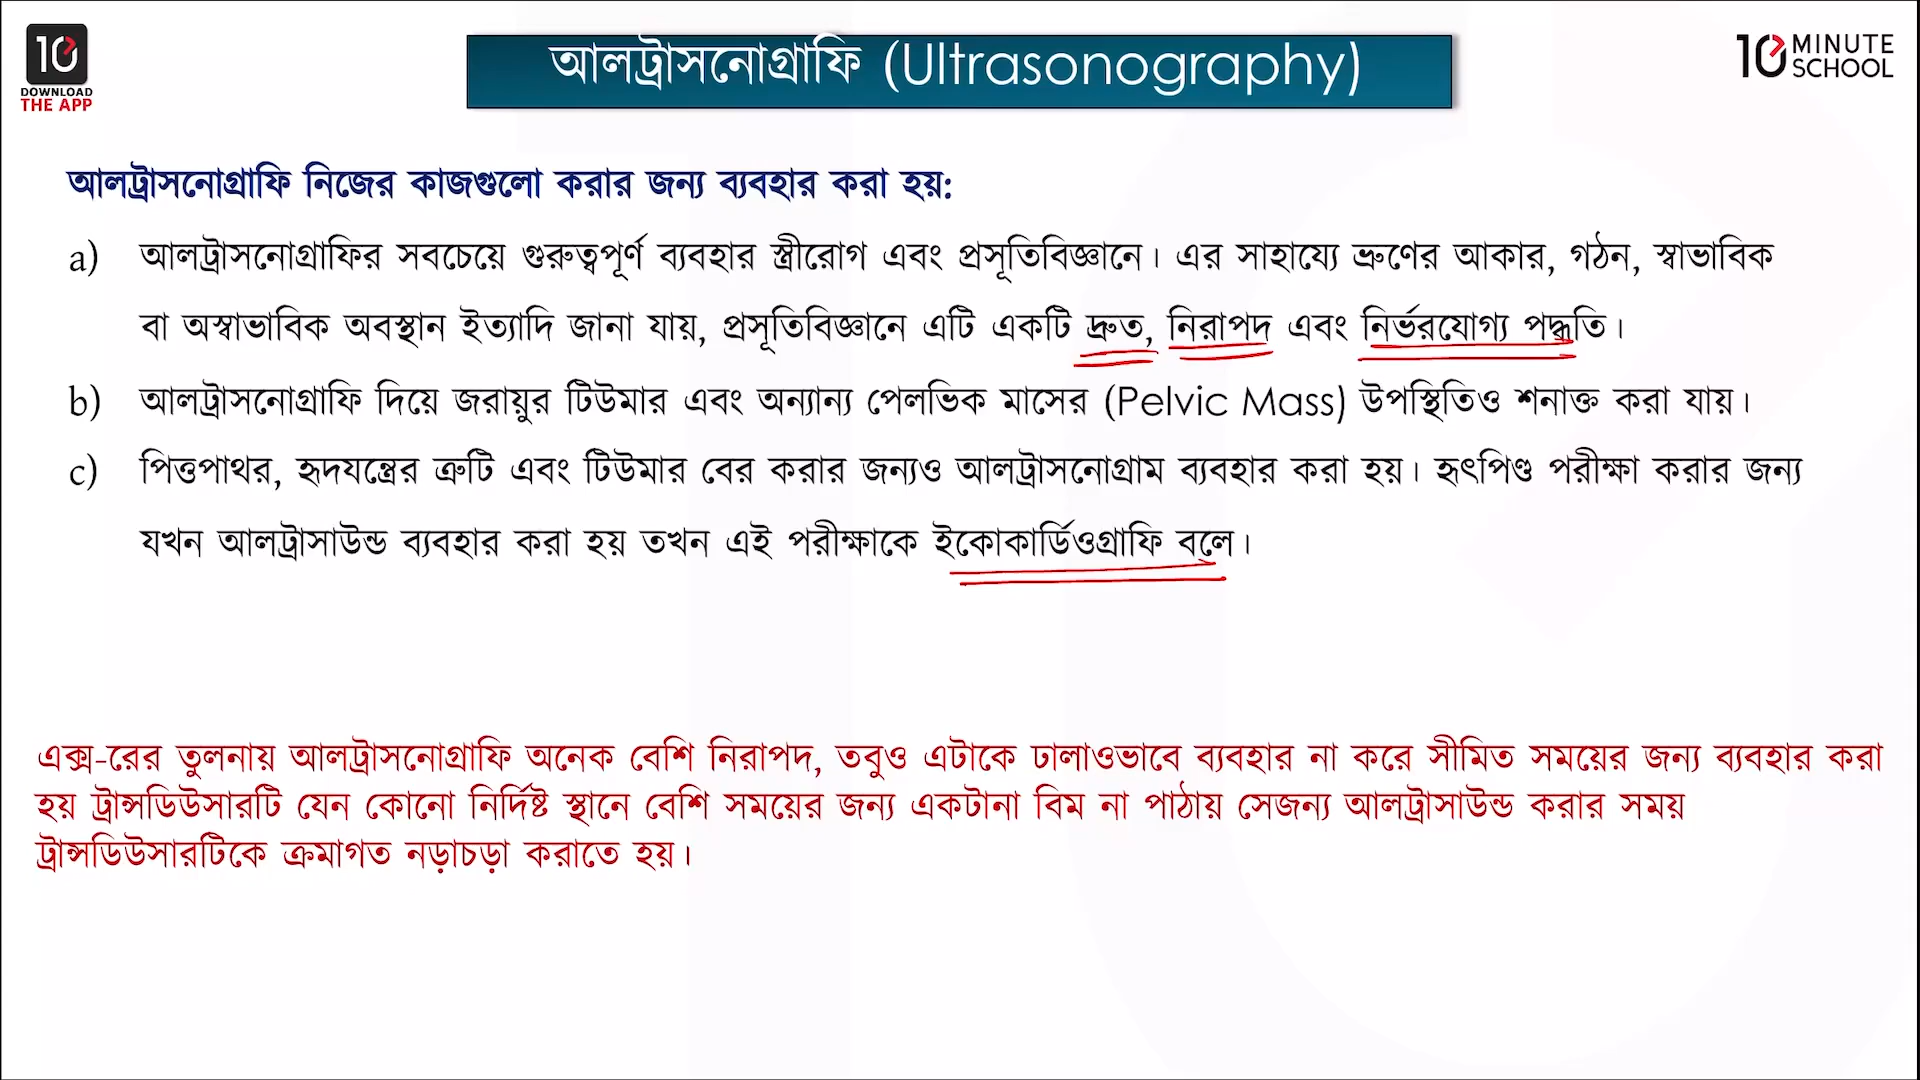 10
DOWNLOAD
THE APP
আলট্রাসনোগ্রাফি (Ultrasonography)
10 MINUTE
SCHOOL
আলট্রাসনোগ্রাফি নিজের কাজগুলো করার জন্য ব্যবহার করা হয়:
a) আলট্রাসনোগ্রাফির সবচেয়ে গুরুত্বপূর্ণ ব্যবহার স্ত্রীরোগ এবং প্রসূতিবিজ্ঞানে। এর সাহায্যে ভ্রুণের আকার, গঠন, স্বাভাবিক
বা অস্বাভাবিক অবস্থান ইত্যাদি জানা যায়, প্রসূতিবিজ্ঞানে এটি একটি দ্রুত, নিরাপদ এবং নির্ভরযোগ্য পদ্ধতি।
b) আলট্রাসনোগ্রাফি দিয়ে জরায়ুর টিউমার এবং অন্যান্য পেলভিক মাসের (Pelvic Mass) উপস্থিতিও শনাক্ত করা যায়।
c) পিত্তপাথর, হৃদযন্ত্রের ত্রুটি এবং টিউমার বের করার জন্যও আলট্রাসনোগ্রাম ব্যবহার করা হয়। হৃৎপিণ্ড পরীক্ষা করার জন্য
যখন আলট্রাসাউন্ড ব্যবহার করা হয় তখন এই পরীক্ষাকে ইকোকার্ডিওগ্রাফি বলে।
এক্স-রের তুলনায় আলট্রাসনোগ্রাফি অনেক বেশি নিরাপদ, তবুও এটাকে ঢালাওভাবে ব্যবহার না করে সীমিত সময়ের জন্য ব্যবহার করা
হয় ট্রান্সডিউসারটি যেন কোনো নির্দিষ্ট স্থানে বেশি সময়ের জন্য একটানা বিম না পাঠায় সেজন্য আলট্রাসাউন্ড করার সময়
ট্রান্সডিউসারটিকে ক্রমাগত নড়াচড়া করাতে হয়।